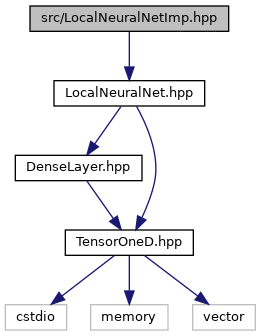 src/LocalNeuralNetImp.hpp
LocalNeuralNet.hpp
DenseLayer.hpp
TensorOneD.hpp
cstdio
memory
vector